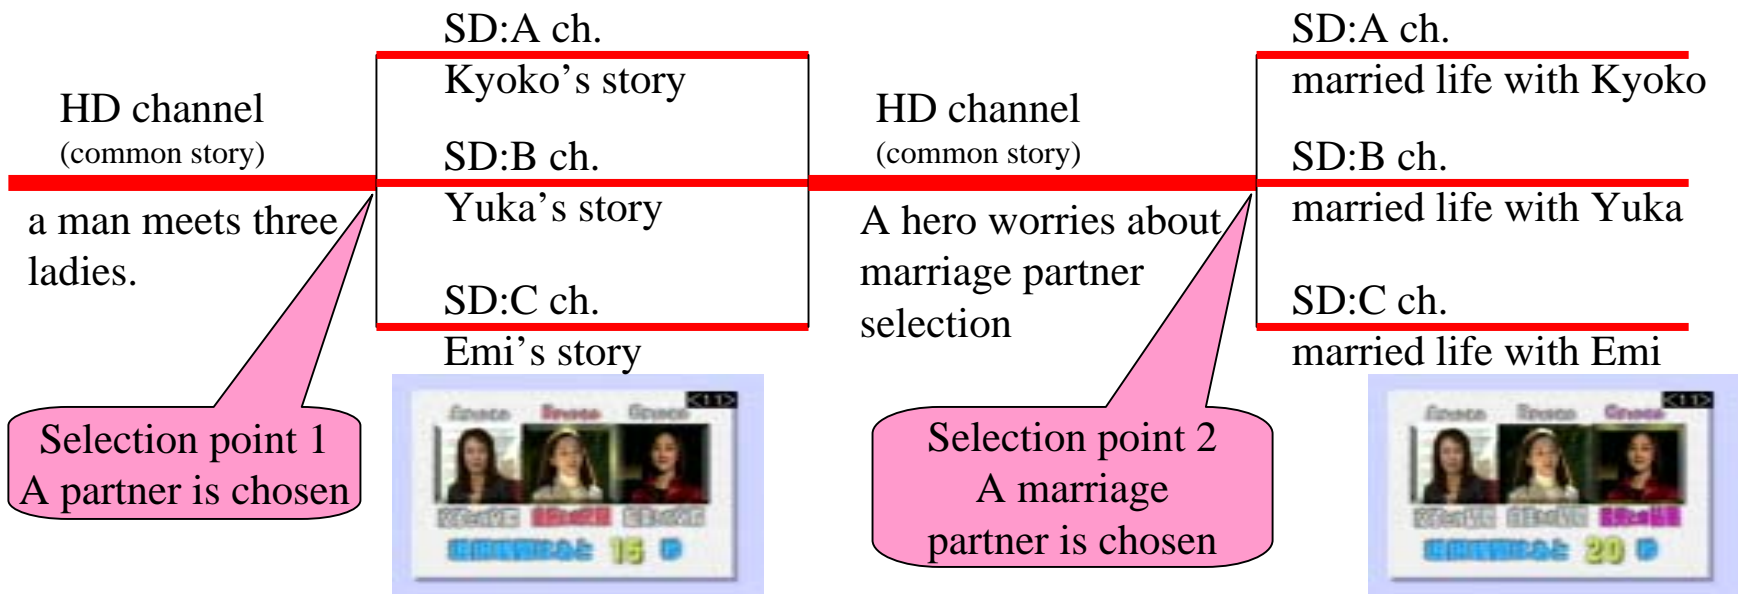 HD channel
(common story)
a man meets three
ladies.
Selection point 1
A partner is chosen
SD:A ch.
Kyoko’s story
SD:B ch.
Yuka’s story
SD:C ch.
Emi’s story
<11>
15
HD channel
(common story)
A hero worries about
marriage partner
selection
Selection point 2
A marriage
partner is chosen
SD:A ch.
married life with Kyoko
SD:B ch.
married life with Yuka
SD:C ch.
married life with Emi
<11>
20